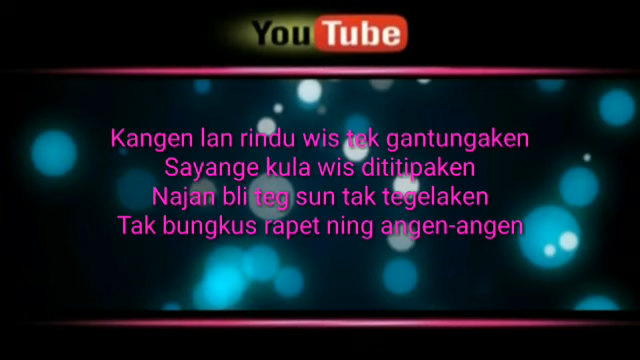 YouTube
Kangen lan rindu wis tek gantungaken
Sayange kula wis dititipaken
Najan bli teg sun tak tegelaken
Tak bungkus rapet ning angen-angen